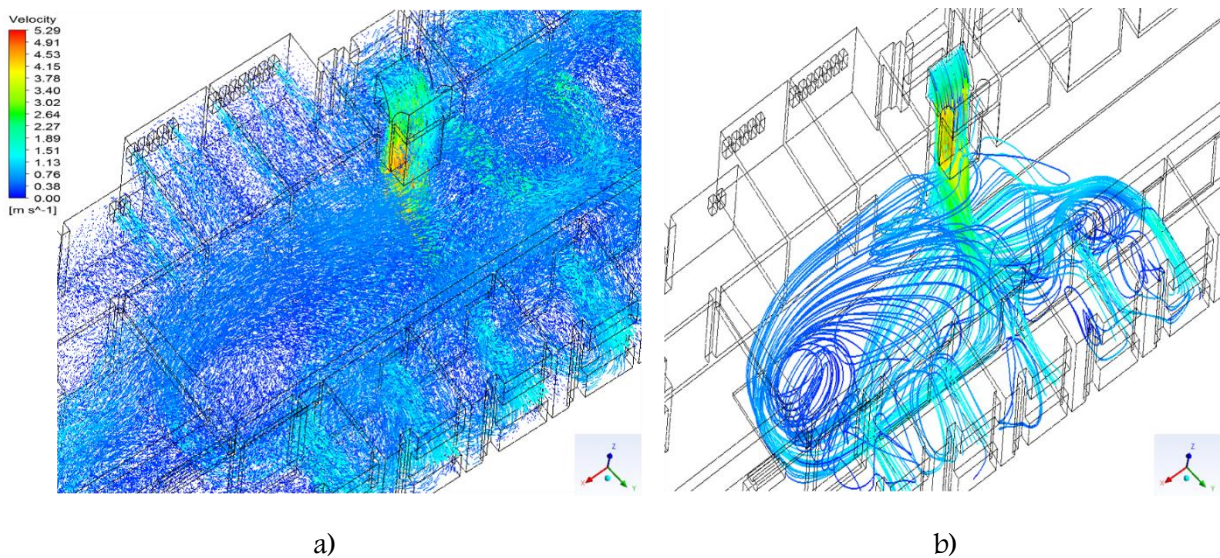 Velocity
5.29
4.91
4.53
4.16
3.78
3.40
3.02
2.64
2.27
1.89
1.51
1.13
0.76
0.38
0.00
[m s^-1]
Z
X
Y
Z
X
Y
a)
b)